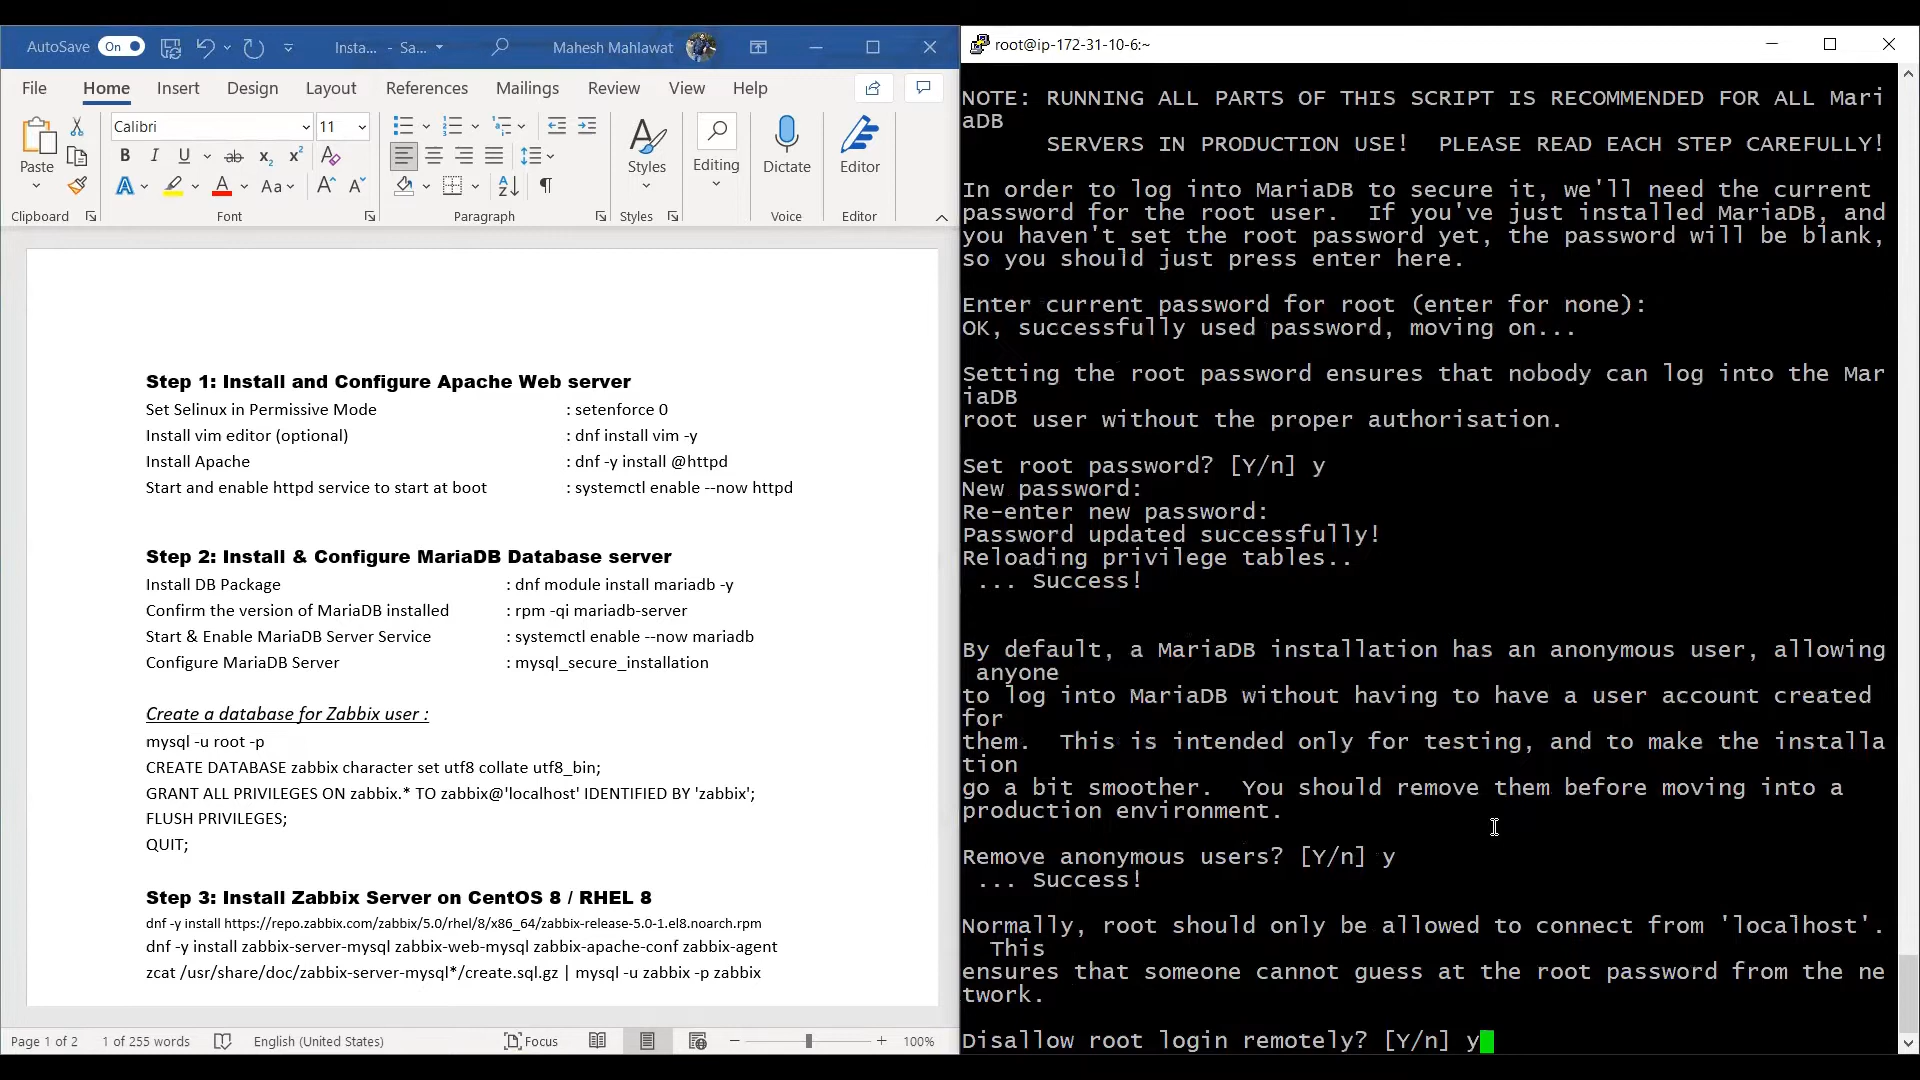 AutoSave On Insta... - Sa... Mahesh Mahlawat
File Home Insert Design Layout References Mailings Review View Help
Calibri 11
Paste
Styles
Editing
Dictate
Editor
Clipboard Font Paragraph Styles Voice Editor
Step 1: Install and Configure Apache Web server
Set Selinux in Permissive Mode : setenforce 0
Install vim editor (optional) : dnf install vim -y
Install Apache : dnf -y install @httpd
Start and enable httpd service to start at boot : systemctl enable --now httpd
Step 2: Install & Configure MariaDB Database server
Install DB Package : dnf module install mariadb -y
Confirm the version of MariaDB installed : rpm -qi mariadb-server
Start & Enable MariaDB Server Service : systemctl enable --now mariadb
Configure MariaDB Server : mysql_secure_installation
Create a database for Zabbix user :
mysql -u root -p
CREATE DATABASE zabbix character set utf8 collate utf8_bin;
GRANT ALL PRIVILEGES ON zabbix.* TO zabbix@'localhost' IDENTIFIED BY 'zabbix';
FLUSH PRIVILEGES;
QUIT;
Step 3: Install Zabbix Server on CentOS 8 / RHEL 8
dnf -y install https://repo.zabbix.com/zabbix/5.0/rhel/8/x86_64/zabbix-release-5.0-1.el8.noarch.rpm
dnf -y install zabbix-server-mysql zabbix-web-mysql zabbix-apache-conf zabbix-agent
zcat /usr/share/doc/zabbix-server-mysql*/create.sql.gz | mysql -u zabbix -p zabbix
Page 1 of 2 1 of 255 words English (United States) Focus 100%
root@ip-172-31-10-6:~
NOTE: RUNNING ALL PARTS OF THIS SCRIPT IS RECOMMENDED FOR ALL Mari
aDB
SERVERS IN PRODUCTION USE! PLEASE READ EACH STEP CAREFULLY!
In order to log into MariaDB to secure it, we'll need the current
password for the root user. If you've just installed MariaDB, and
you haven't set the root password yet, the password will be blank,
so you should just press enter here.
Enter current password for root (enter for none):
OK, successfully used password, moving on...
Setting the root password ensures that nobody can log into the Mar
iaDB
root user without the proper authorisation.
Set root password? [Y/n] y
New password:
Re-enter new password:
Password updated successfully!
Reloading privilege tables..
... Success!
By default, a MariaDB installation has an anonymous user, allowing
anyone
to log into MariaDB without having to have a user account created
for
them. This is intended only for testing, and to make the installa
tion
go a bit smoother. You should remove them before moving into a
production environment.
Remove anonymous users? [Y/n] y
... Success!
Normally, root should only be allowed to connect from 'localhost'.
This
ensures that someone cannot guess at the root password from the ne
twork.
Disallow root login remotely? [Y/n] y